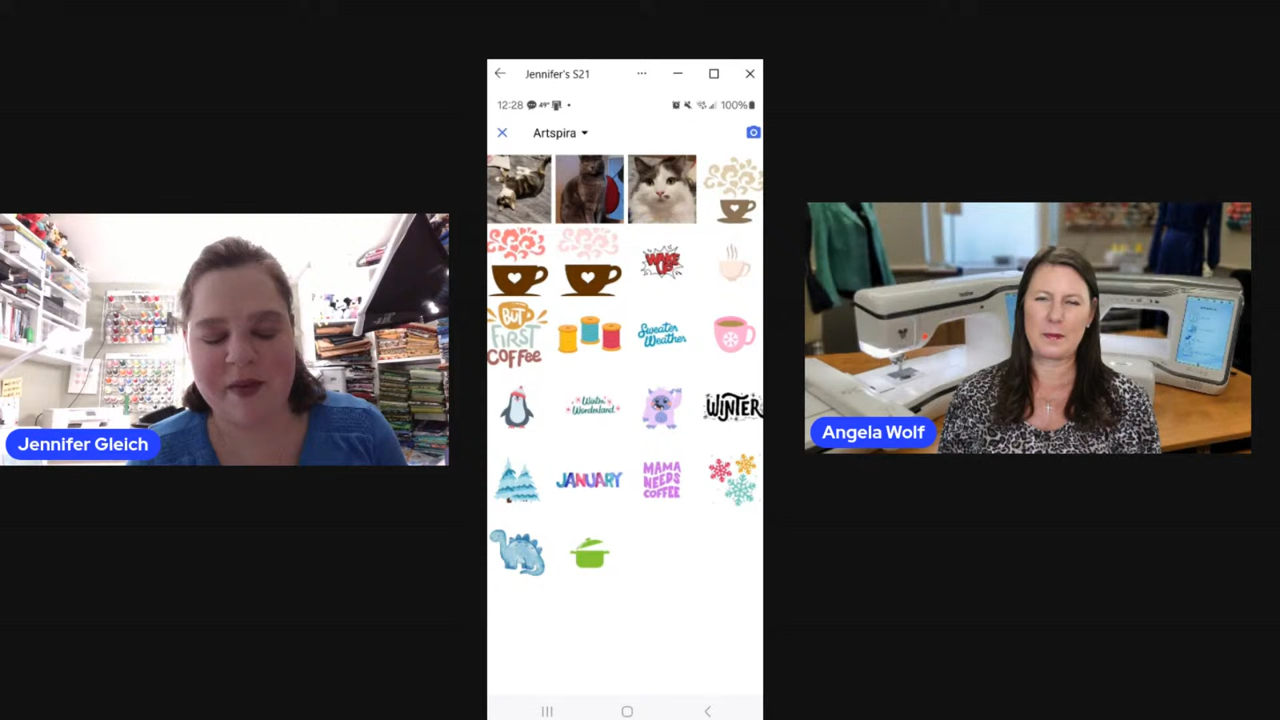 Jennifer's S21
12:28
49°
100%
Artspira
WAKE
UP
BUT
FIRST
COFFEE
Sweater
Weather
Winter
Wonderland
WINTER
JANUARY
MAMA
NEEDS
COFFEE
Jennifer Gleich
Angela Wolf